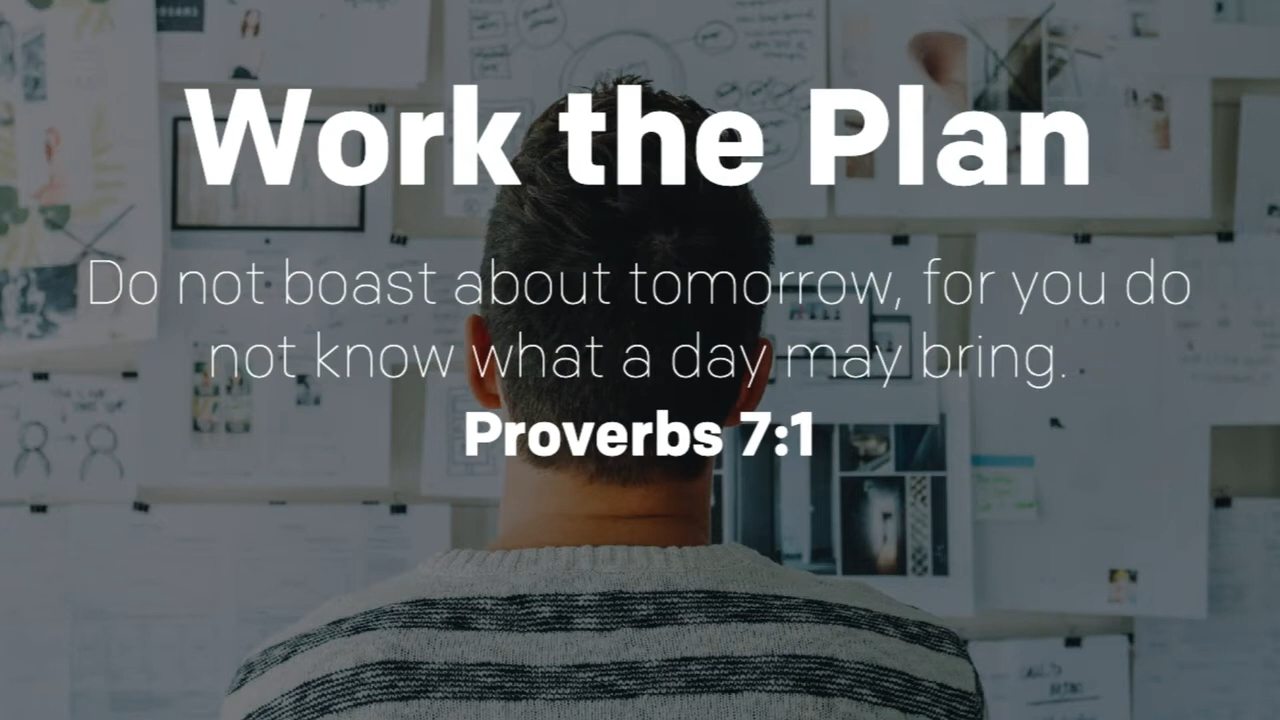 Work the Plan
Do not boast about tomorrow, for you do
not know what a day may bring.
Proverbs 7:1